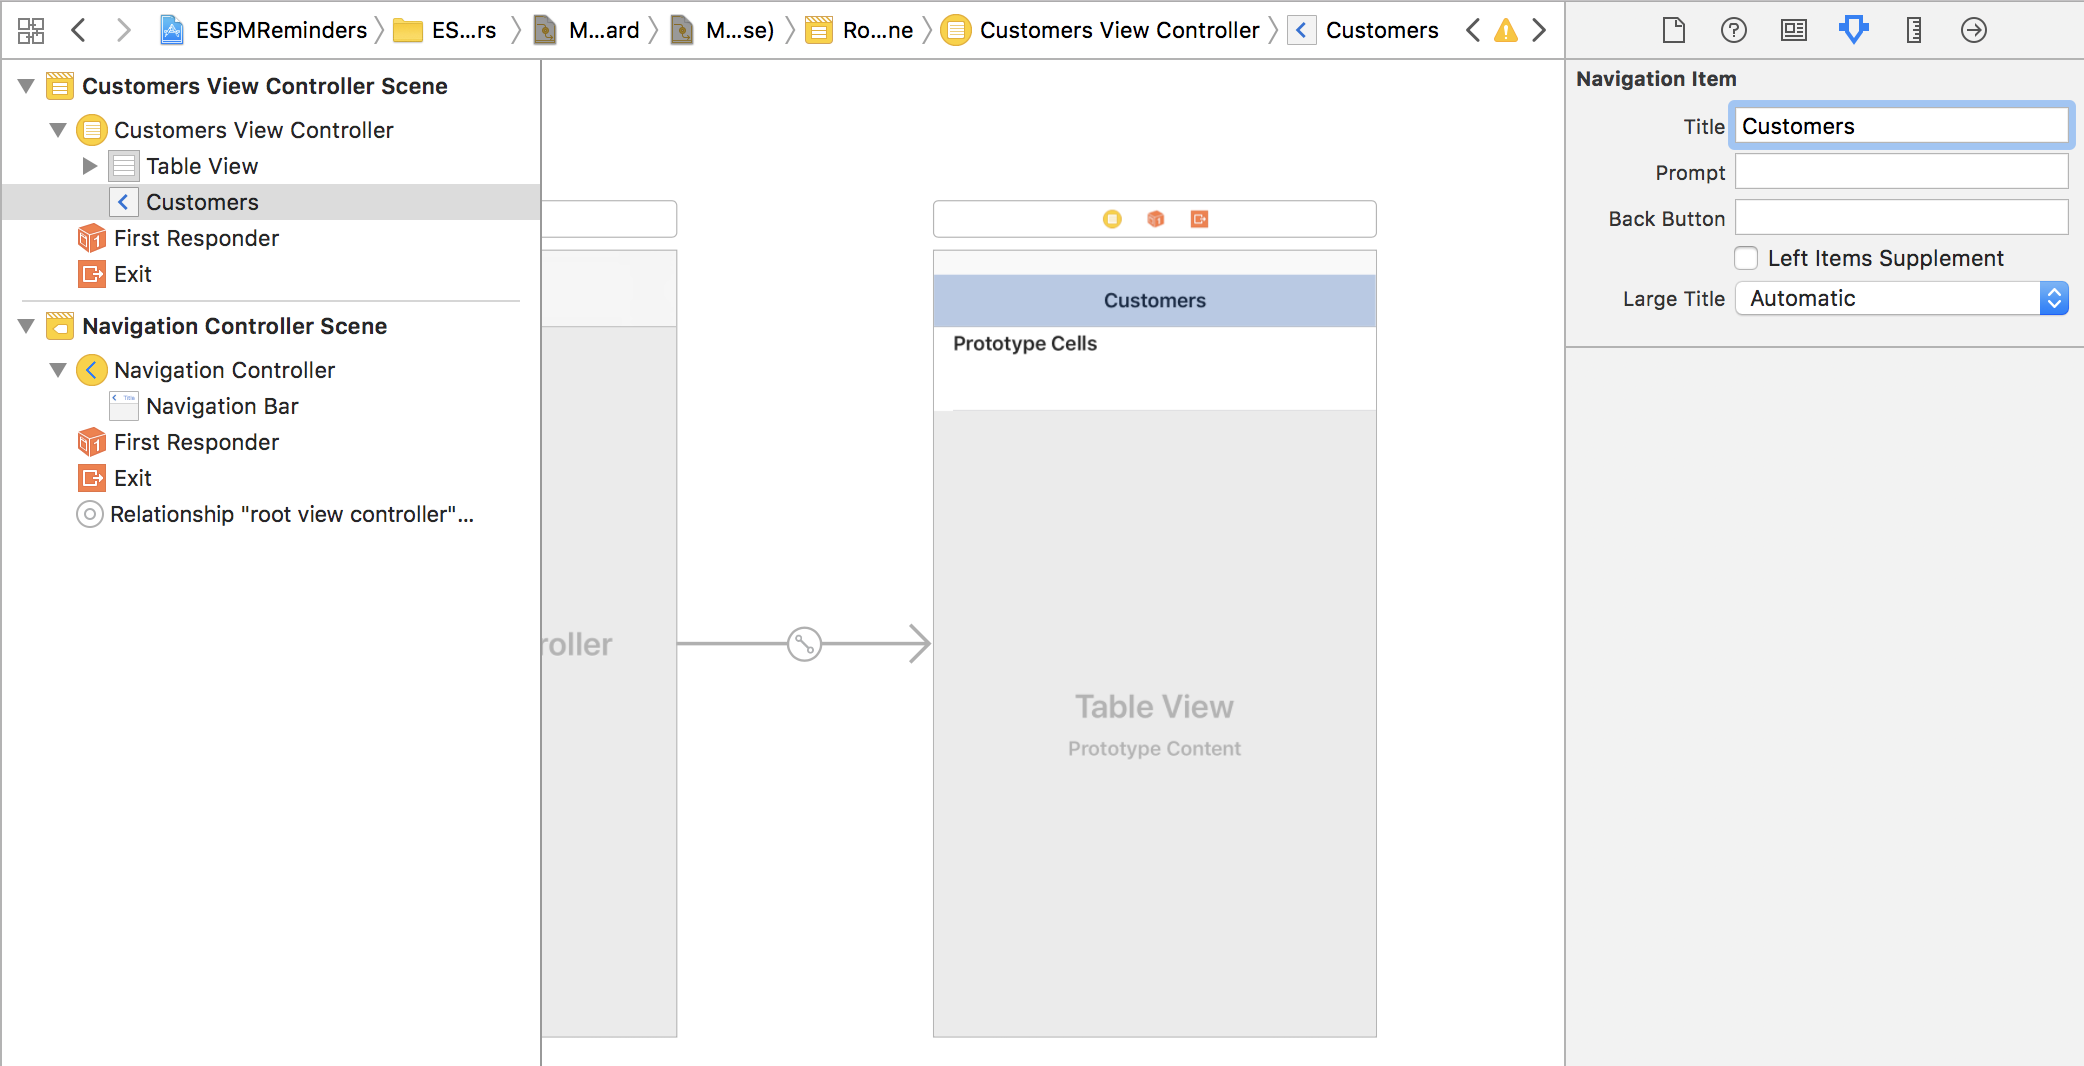 ESPMReminders ES...rs M...ard M...se) Ro...ne Customers View Controller Customers
Customers View Controller Scene
Customers View Controller
Table View
Customers
First Responder
Exit
Navigation Controller Scene
Navigation Controller
Navigation Bar
First Responder
Exit
Relationship "root view controller"...
roller
Customers
Prototype Cells
Table View
Prototype Content
Navigation Item
Title Customers
Prompt
Back Button
Left Items Supplement
Large Title Automatic